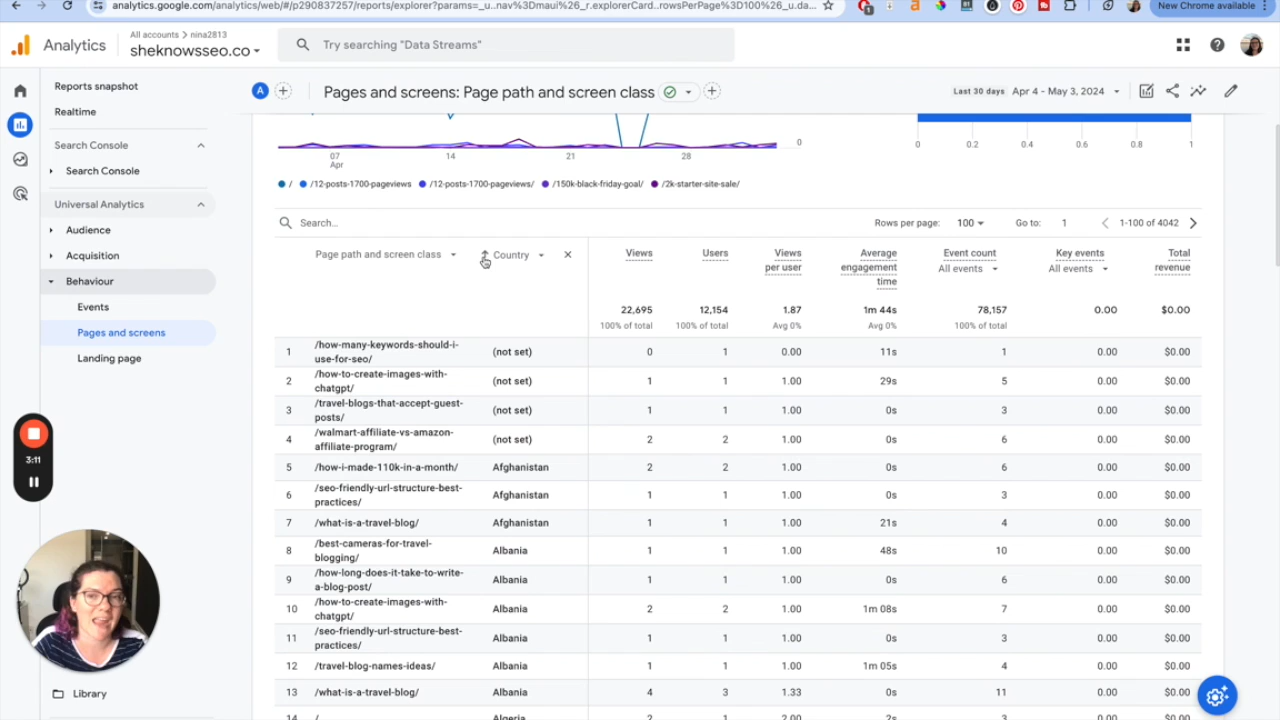 analytics.google.com/analytics/web/#/p290837257/reports/explorer?params=_u..nav%3Dmaui%26_r.explorerCard..rowsPerPage%3D100%26_u.da...
New Chrome available
Analytics
All accounts > nina2813
sheknowsseo.co
Try searching "Data Streams"
Reports snapshot
Realtime
Search Console
Search Console
Universal Analytics
Audience
Acquisition
Behaviour
Events
Pages and screens
Landing page
Library
3:11
A
Pages and screens: Page path and screen class
Last 30 days Apr 4 - May 3, 2024
0
07
Apr
14
21
28
0 0.2 0.4 0.6 0.8 1
/ /12-posts-1700-pageviews /12-posts-1700-pageviews/ /150k-black-friday-goal/ /2k-starter-site-sale/
Search...
Rows per page: 100 Go to: 1 1-100 of 4042
Page path and screen class Country Views Users Views per user Average engagement time Event count All events Key events All events Total revenue
22,695 12,154 1.87 1m 44s 78,157 0.00 $0.00
100% of total 100% of total Avg 0% Avg 0% 100% of total
1 /how-many-keywords-should-i-use-for-seo/ (not set) 0 1 0.00 11s 1 0.00 $0.00
2 /how-to-create-images-with-chatgpt/ (not set) 1 1 1.00 29s 5 0.00 $0.00
3 /travel-blogs-that-accept-guest-posts/ (not set) 1 1 1.00 0s 3 0.00 $0.00
4 /walmart-affiliate-vs-amazon-affiliate-program/ (not set) 2 2 1.00 0s 6 0.00 $0.00
5 /how-i-made-110k-in-a-month/ Afghanistan 2 2 1.00 0s 6 0.00 $0.00
6 /seo-friendly-url-structure-best-practices/ Afghanistan 1 1 1.00 0s 3 0.00 $0.00
7 /what-is-a-travel-blog/ Afghanistan 1 1 1.00 21s 4 0.00 $0.00
8 /best-cameras-for-travel-blogging/ Albania 1 1 1.00 48s 10 0.00 $0.00
9 /how-long-does-it-take-to-write-a-blog-post/ Albania 1 1 1.00 0s 6 0.00 $0.00
10 /how-to-create-images-with-chatgpt/ Albania 2 2 1.00 1m 08s 7 0.00 $0.00
11 /seo-friendly-url-structure-best-practices/ Albania 1 1 1.00 0s 3 0.00 $0.00
12 /travel-blog-names-ideas/ Albania 1 1 1.00 1m 05s 4 0.00 $0.00
13 /what-is-a-travel-blog/ Albania 4 3 1.33 0s 11 0.00 $0.00
14 / Algeria 2 1 2.00 2s 3 0.00 $0.00